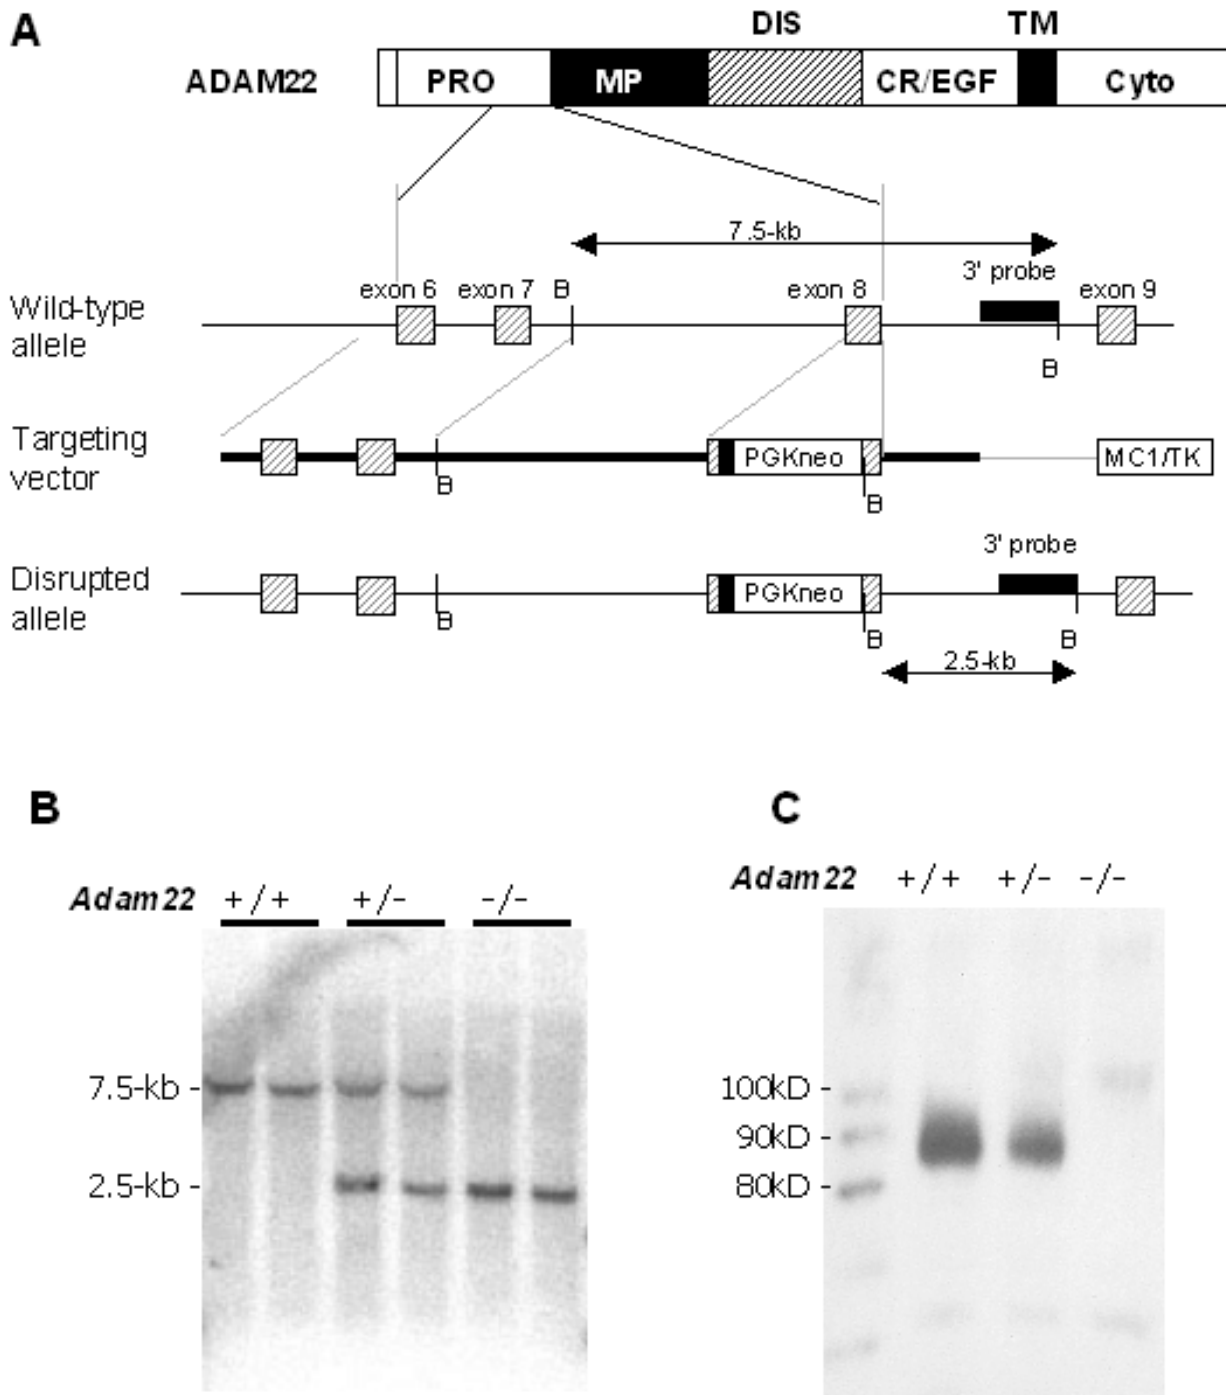 A
DIS TM
ADAM22 PRO MP CR/EGF Cyto
7.5-kb
3' probe
exon 6 exon 7 B exon 8 exon 9
Wild-type
allele
B
Targeting
vector
PGKneo MC1/TK
B B
3' probe
Disrupted
allele
PGKneo
B B B
2.5-kb
B C
Adam22 +/+ +/- -/-
Adam22 +/+ +/- -/-
7.5-kb -
2.5-kb -
100kD -
90kD -
80kD -